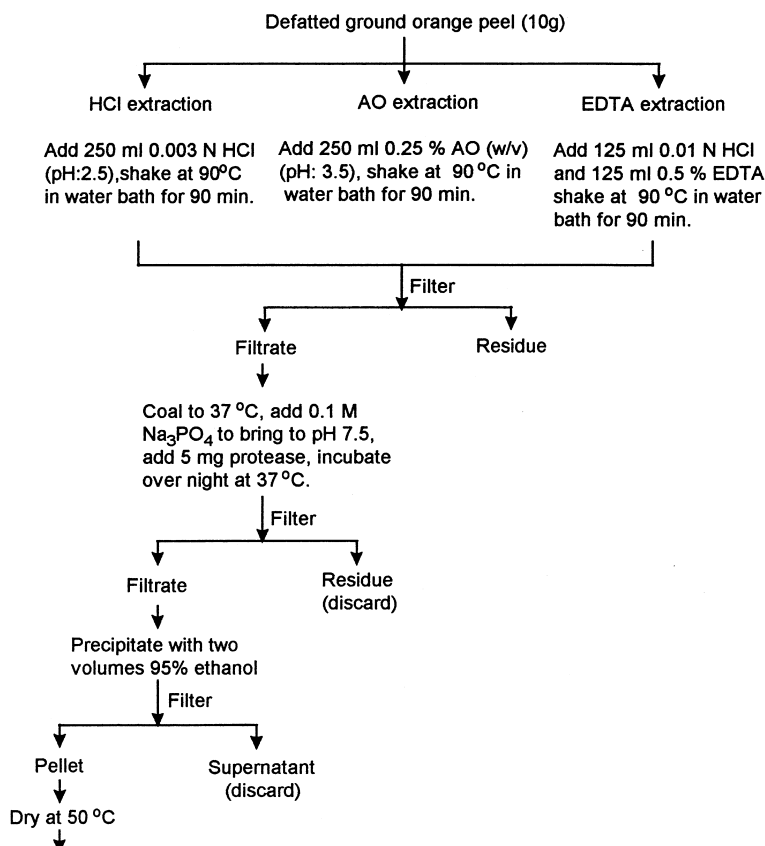 Defatted ground orange peel (10g)
HCl extraction
Add 250 ml 0.003 N HCl
(pH:2.5),shake at 90°C
in water bath for 90 min.
AO extraction
Add 250 ml 0.25 % AO (w/v)
(pH: 3.5), shake at 90 °C in
water bath for 90 min.
EDTA extraction
Add 125 ml 0.01 N HCl
and 125 ml 0.5 % EDTA
shake at 90 °C in water
bath for 90 min.
Filter
Filtrate
Residue
Coal to 37 °C, add 0.1 M
Na₃PO₄ to bring to pH 7.5,
add 5 mg protease, incubate
over night at 37 °C.
Filter
Filtrate
Residue
(discard)
Precipitate with two
volumes 95% ethanol
Filter
Pellet
Supernatant
(discard)
Dry at 50 °C